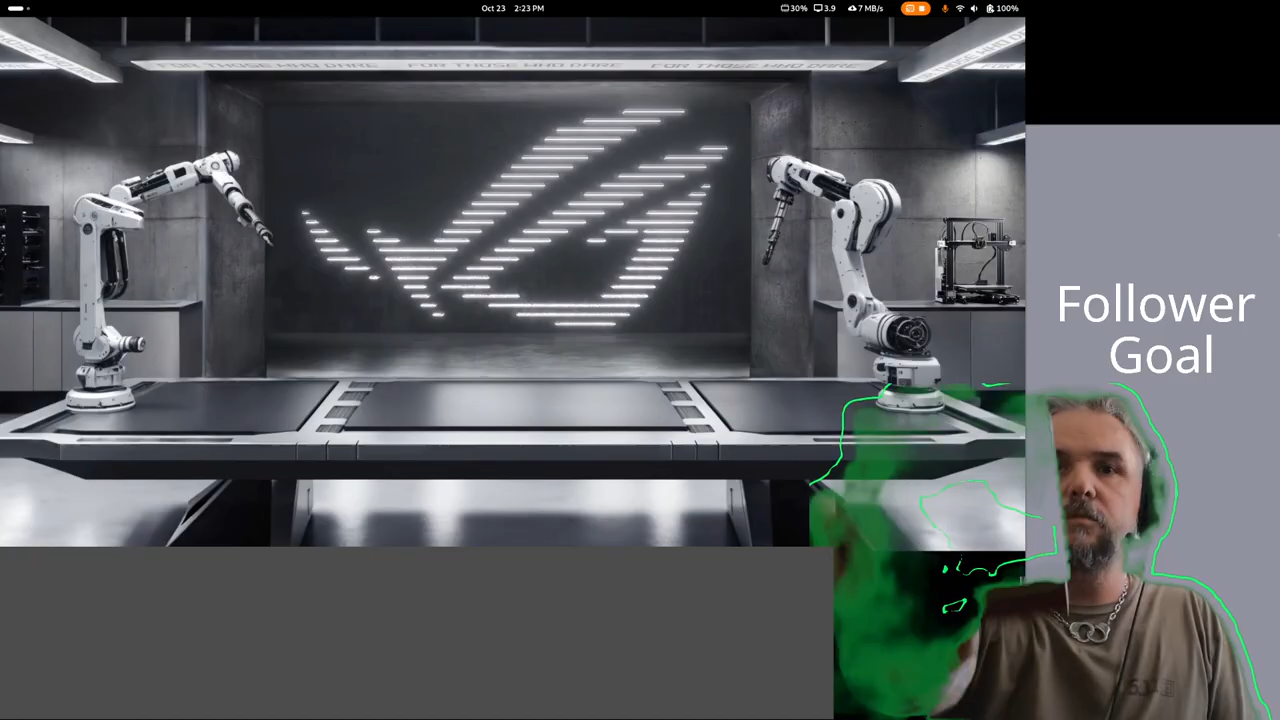 Oct 23 2:23 PM
30% 3.9 7 MB/s 100%
FOR THOSE WHO DARE FOR THOSE WHO DARE FOR THOSE WHO DARE
Follower
Goal